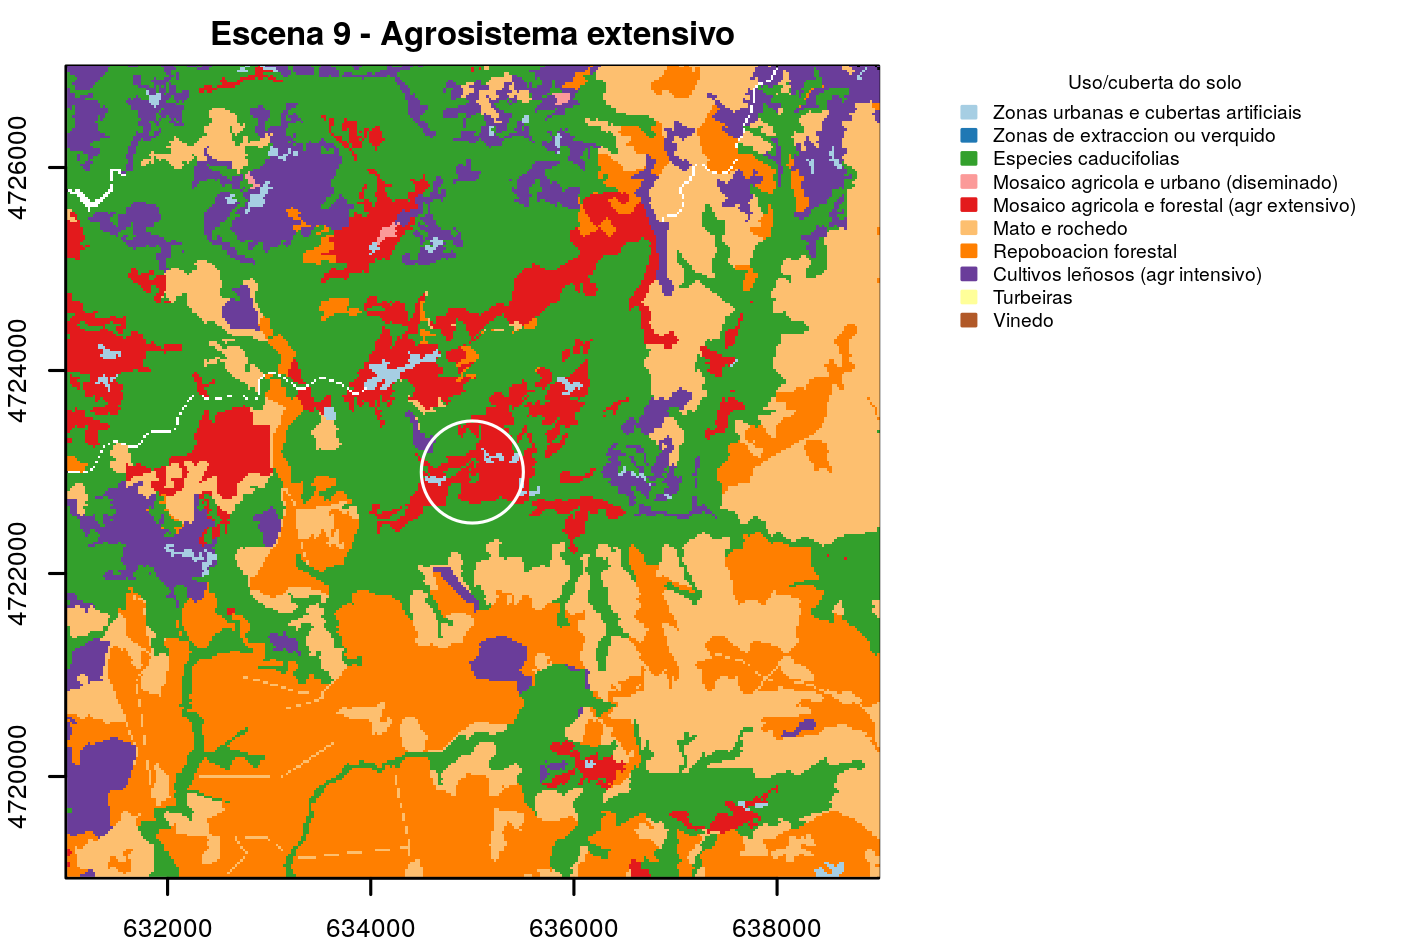 Escena 9 - Agrosistema extensivo
Uso/cuberta do solo
Zonas urbanas e cubertas artificiais
Zonas de extraccion ou verquido
Especies caducifolias
Mosaico agricola e urbano (diseminado)
Mosaico agricola e forestal (agr extensivo)
Mato e rochedo
Repoboacion forestal
Cultivos leñosos (agr intensivo)
Turbeiras
Vinedo
4726000
4724000
4722000
4720000
632000
634000
636000
638000